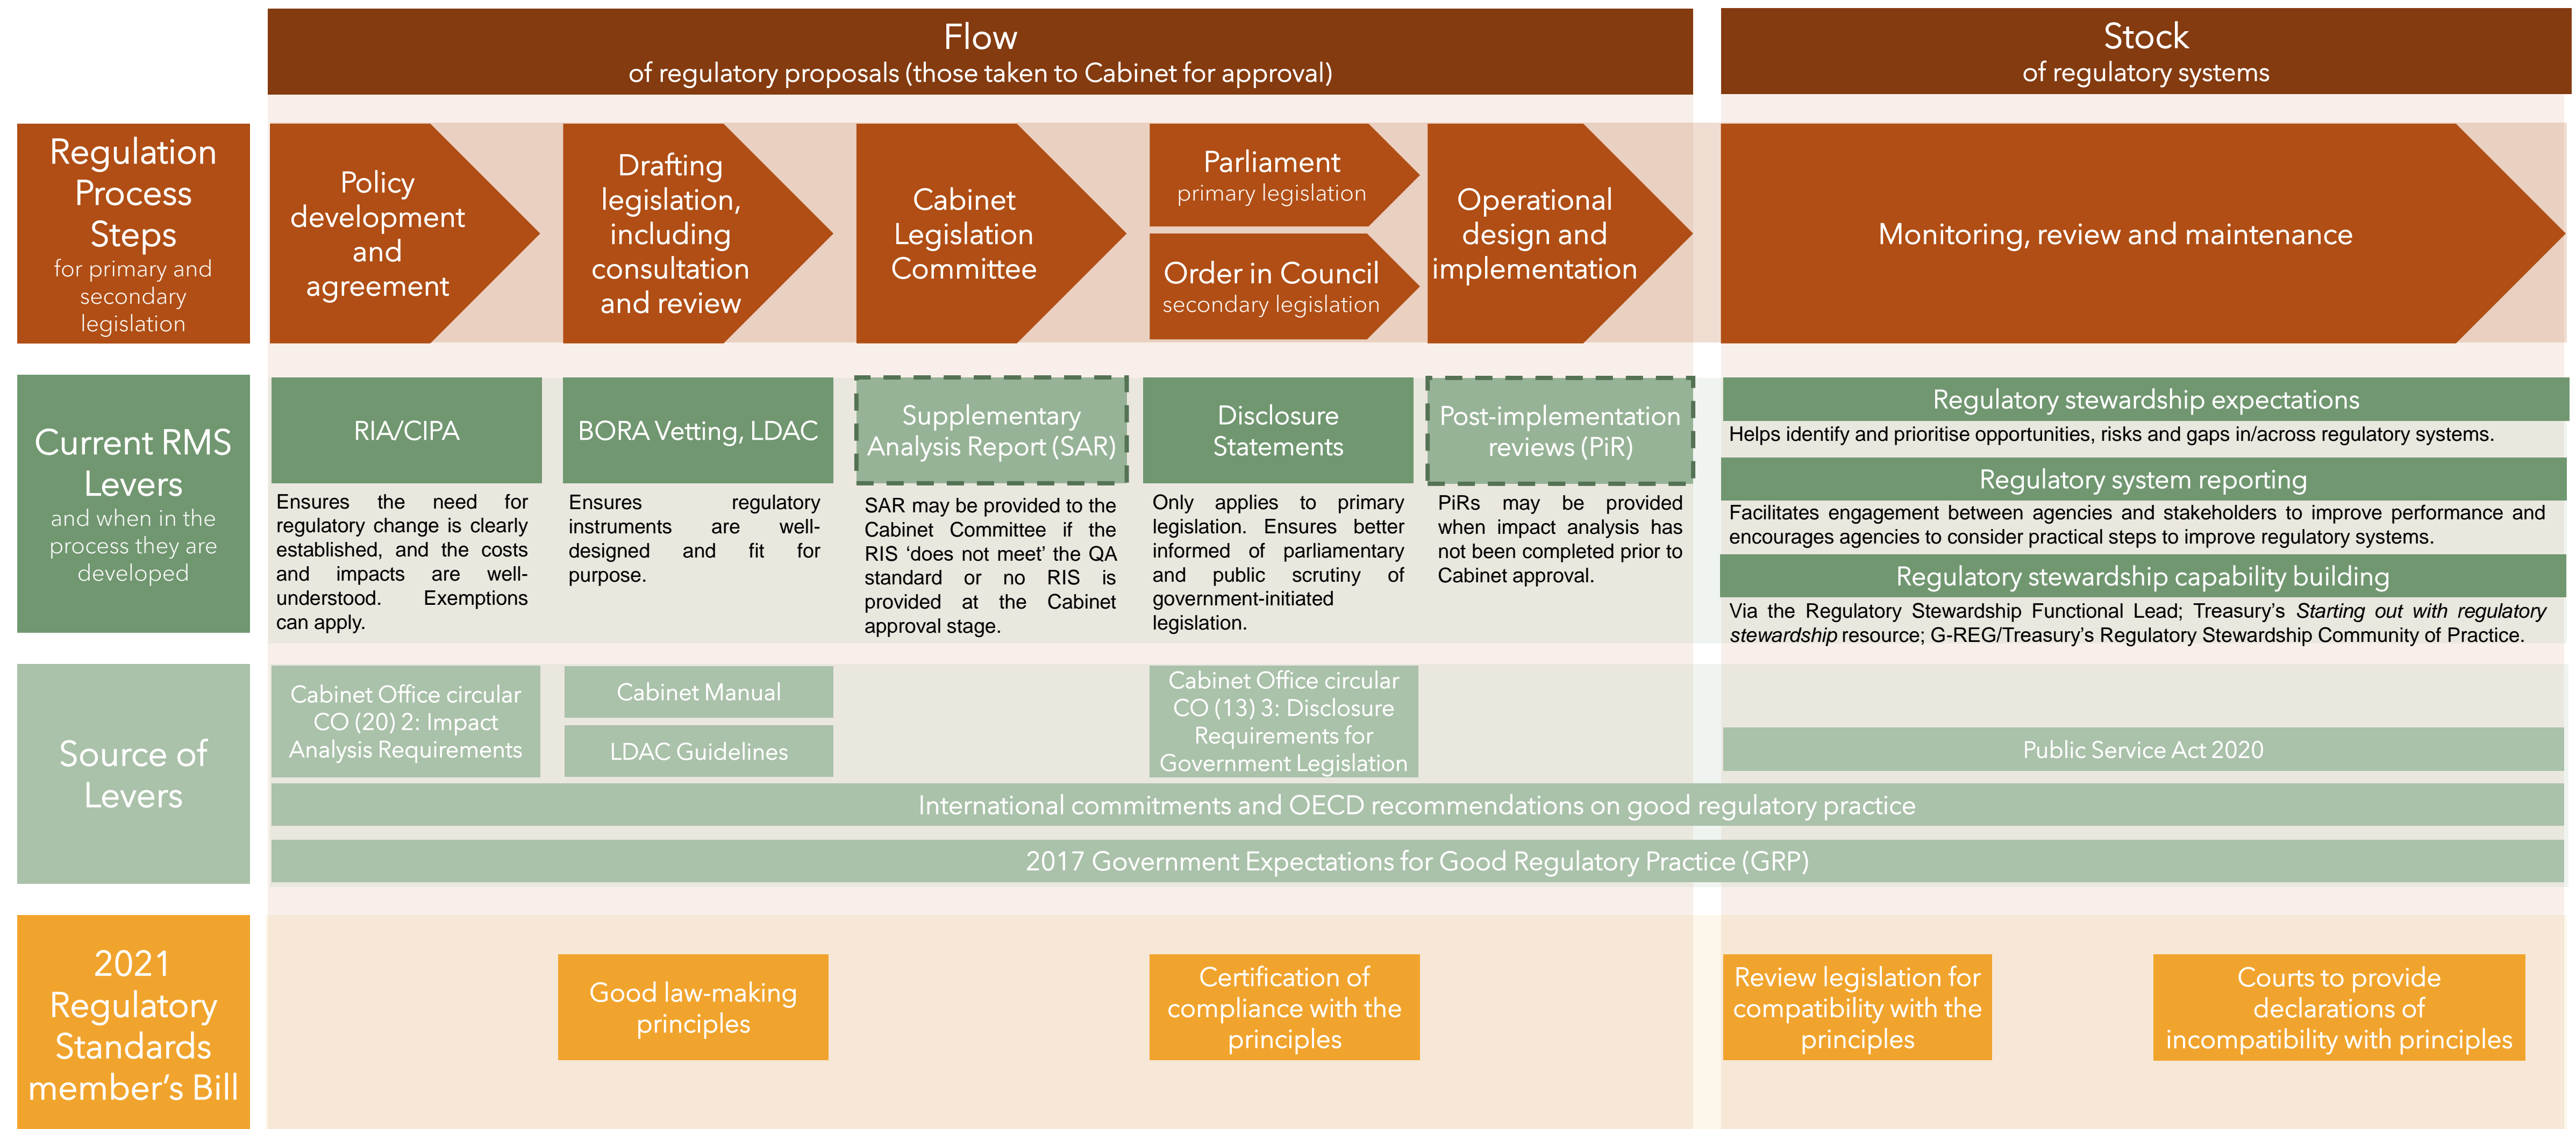 Flow
of regulatory proposals (those taken to Cabinet for approval)
Stock
of regulatory systems
Regulation
Process
Steps
for primary and
secondary
legislation
Policy
development
and
agreement
Drafting
legislation,
including
consultation
and review
Cabinet
Legislation
Committee
Parliament
primary legislation
Order in Council
secondary legislation
Operational
design and
implementation
Monitoring, review and maintenance
Current RMS
Levers
and when in the
process they are
developed
RIA/CIPA
Ensures the need for
regulatory change is clearly
established, and the costs
and impacts are well-
understood. Exemptions
can apply.
BORA Vetting, LDAC
Ensures regulatory
instruments are well-
designed and fit for
purpose.
Supplementary
Analysis Report (SAR)
SAR may be provided to the
Cabinet Committee if the
RIS ‘does not meet’ the QA
standard or no RIS is
provided at the Cabinet
approval stage.
Disclosure
Statements
Only applies to primary
legislation. Ensures better
informed of parliamentary
and public scrutiny of
government-initiated
legislation.
Post-implementation
reviews (PiR)
PiRs may be provided
when impact analysis has
not been completed prior to
Cabinet approval.
Regulatory stewardship expectations
Helps identify and prioritise opportunities, risks and gaps in/across regulatory systems.
Regulatory system reporting
Facilitates engagement between agencies and stakeholders to improve performance and
encourages agencies to consider practical steps to improve regulatory systems.
Regulatory stewardship capability building
Via the Regulatory Stewardship Functional Lead; Treasury’s Starting out with regulatory
stewardship resource; G-REG/Treasury’s Regulatory Stewardship Community of Practice.
Source of
Levers
Cabinet Office circular
CO (20) 2: Impact
Analysis Requirements
Cabinet Manual
LDAC Guidelines
Cabinet Office circular
CO (13) 3: Disclosure
Requirements for
Government Legislation
Public Service Act 2020
International commitments and OECD recommendations on good regulatory practice
2017 Government Expectations for Good Regulatory Practice (GRP)
2021
Regulatory
Standards
member’s Bill
Good law-making
principles
Certification of
compliance with the
principles
Review legislation for
compatibility with the
principles
Courts to provide
declarations of
incompatibility with principles